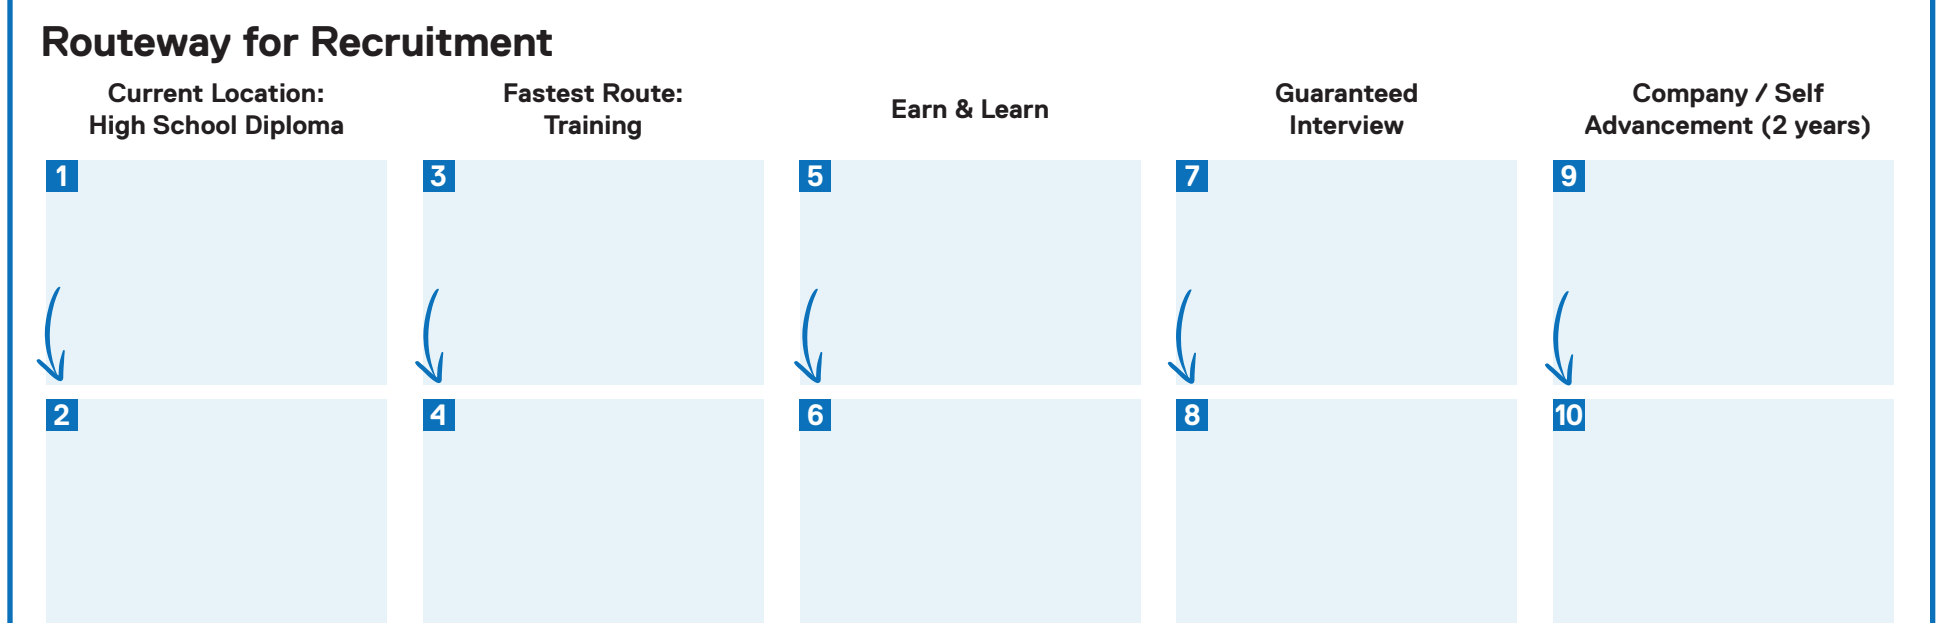 Routeway for Recruitment
Current Location:
High School Diploma
Fastest Route:
Training
Earn & Learn
Guaranteed
Interview
Company / Self
Advancement (2 years)
1
3
5
7
9
2
4
6
8
10